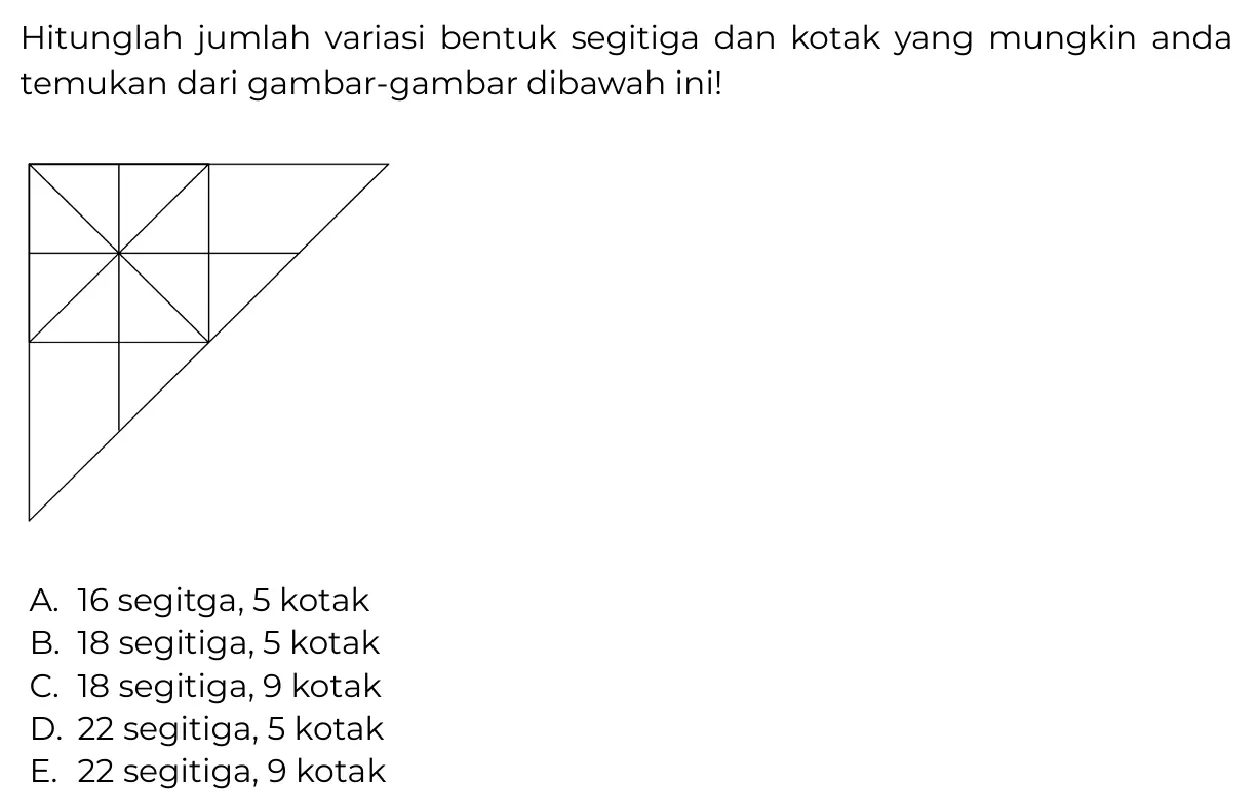 Hitunglah jumlah variasi bentuk segitiga dan kotak yang mungkin anda
temukan dari gambar-gambar dibawah ini!
A. 16 segitga, 5 kotak
B. 18 segitiga, 5 kotak
C. 18 segitiga, 9 kotak
D. 22 segitiga, 5 kotak
E. 22 segitiga, 9 kotak